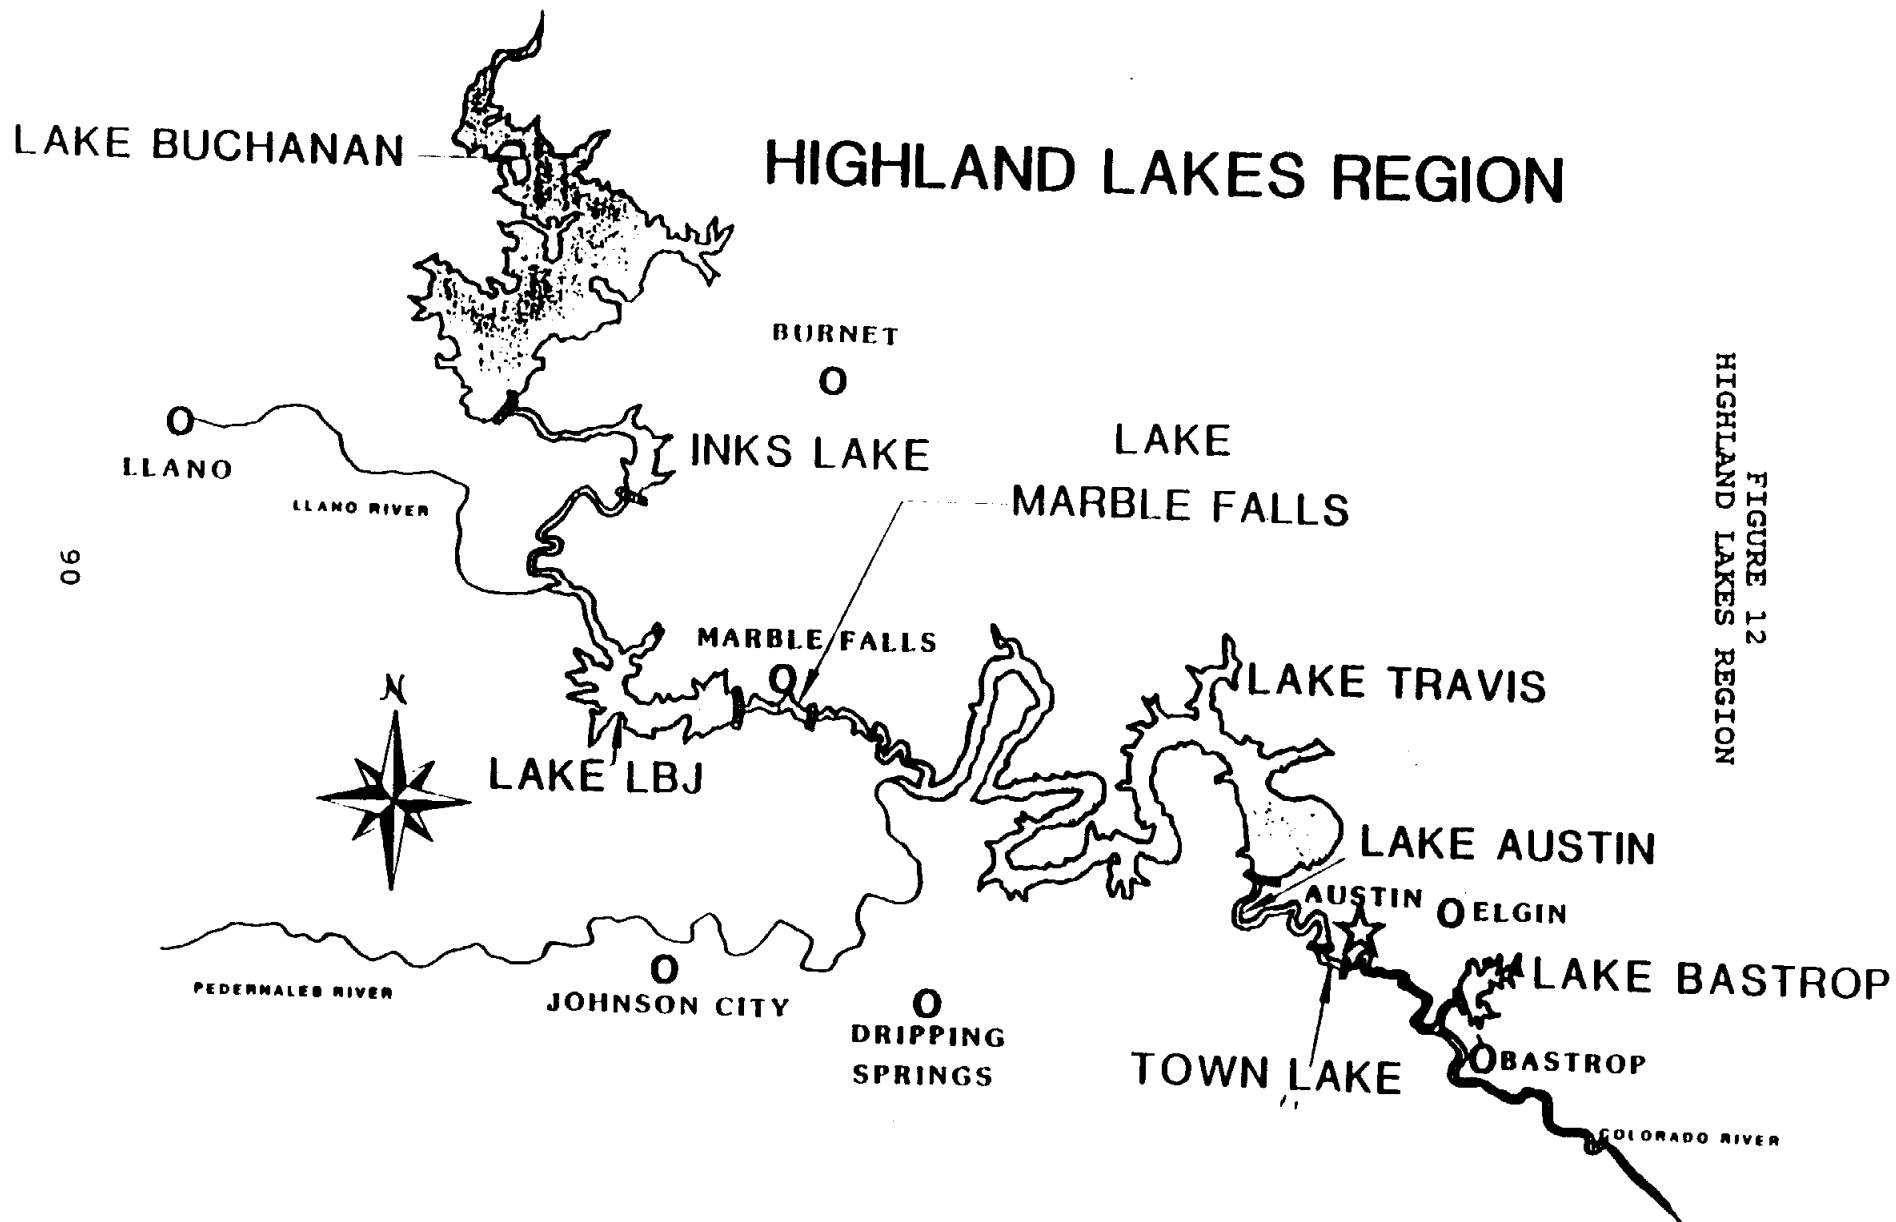 LAKE BUCHANAN
HIGHLAND LAKES REGION
BURNET
LLANO
LLANO RIVER
INKS LAKE
LAKE
MARBLE FALLS
MARBLE FALLS
N
LAKE LBJ
LAKE TRAVIS
LAKE AUSTIN
AUSTIN
ELGIN
LAKE BASTROP
PEDERNALES RIVER
JOHNSON CITY
DRIPPING
SPRINGS
TOWN LAKE
BASTROP
COLORADO RIVER
FIGURE 12
HIGHLAND LAKES REGION
90